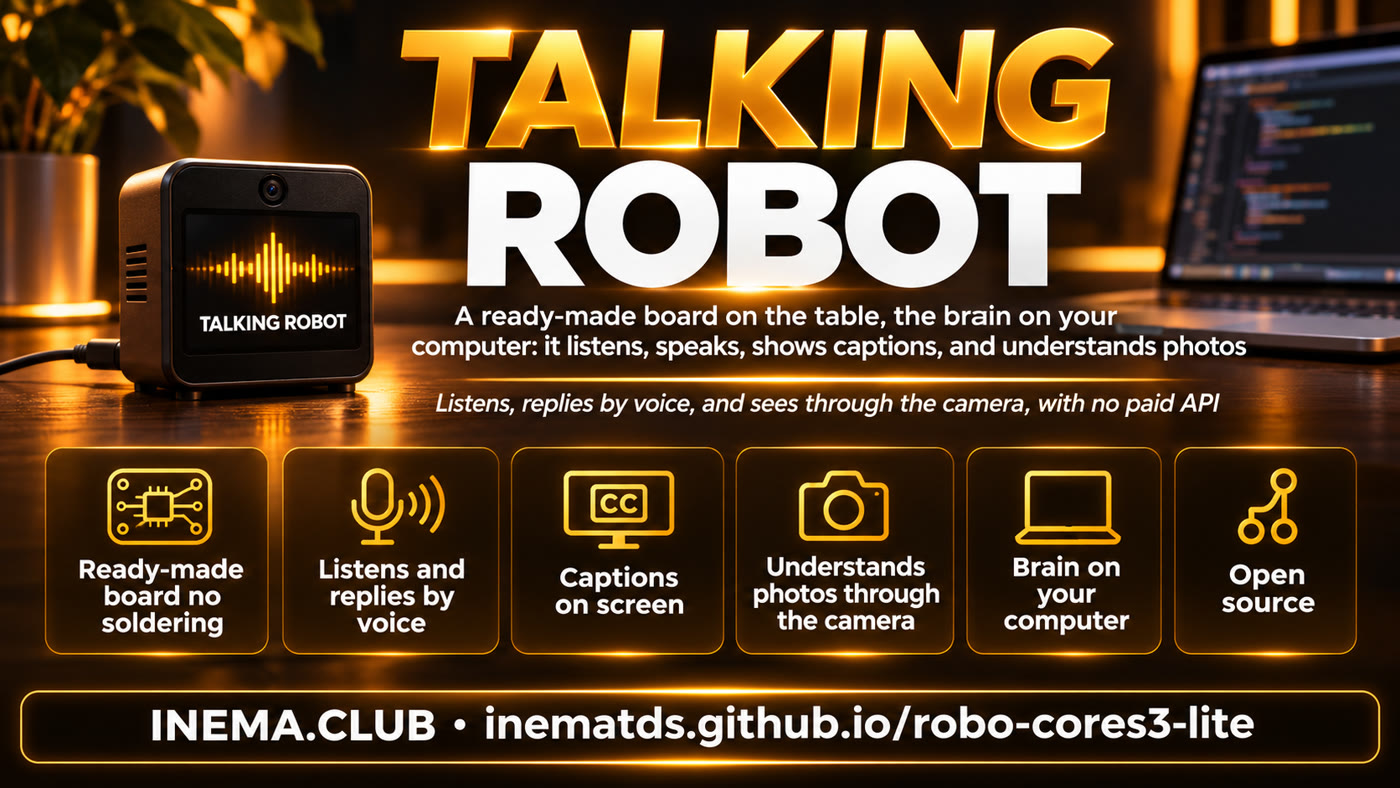 TALKING
ROBOT
TALKING ROBOT
A ready-made board on the table, the brain on your
computer: it listens, speaks, shows captions, and understands photos
Listens, replies by voice, and sees through the camera, with no paid API
Ready-made
board no
soldering
Listens and
replies by
voice
CC
Captions
on screen
Understands
photos through
the camera
Brain on
your
computer
Open
source
INEMA.CLUB • inematds.github.io/robo-cores3-lite